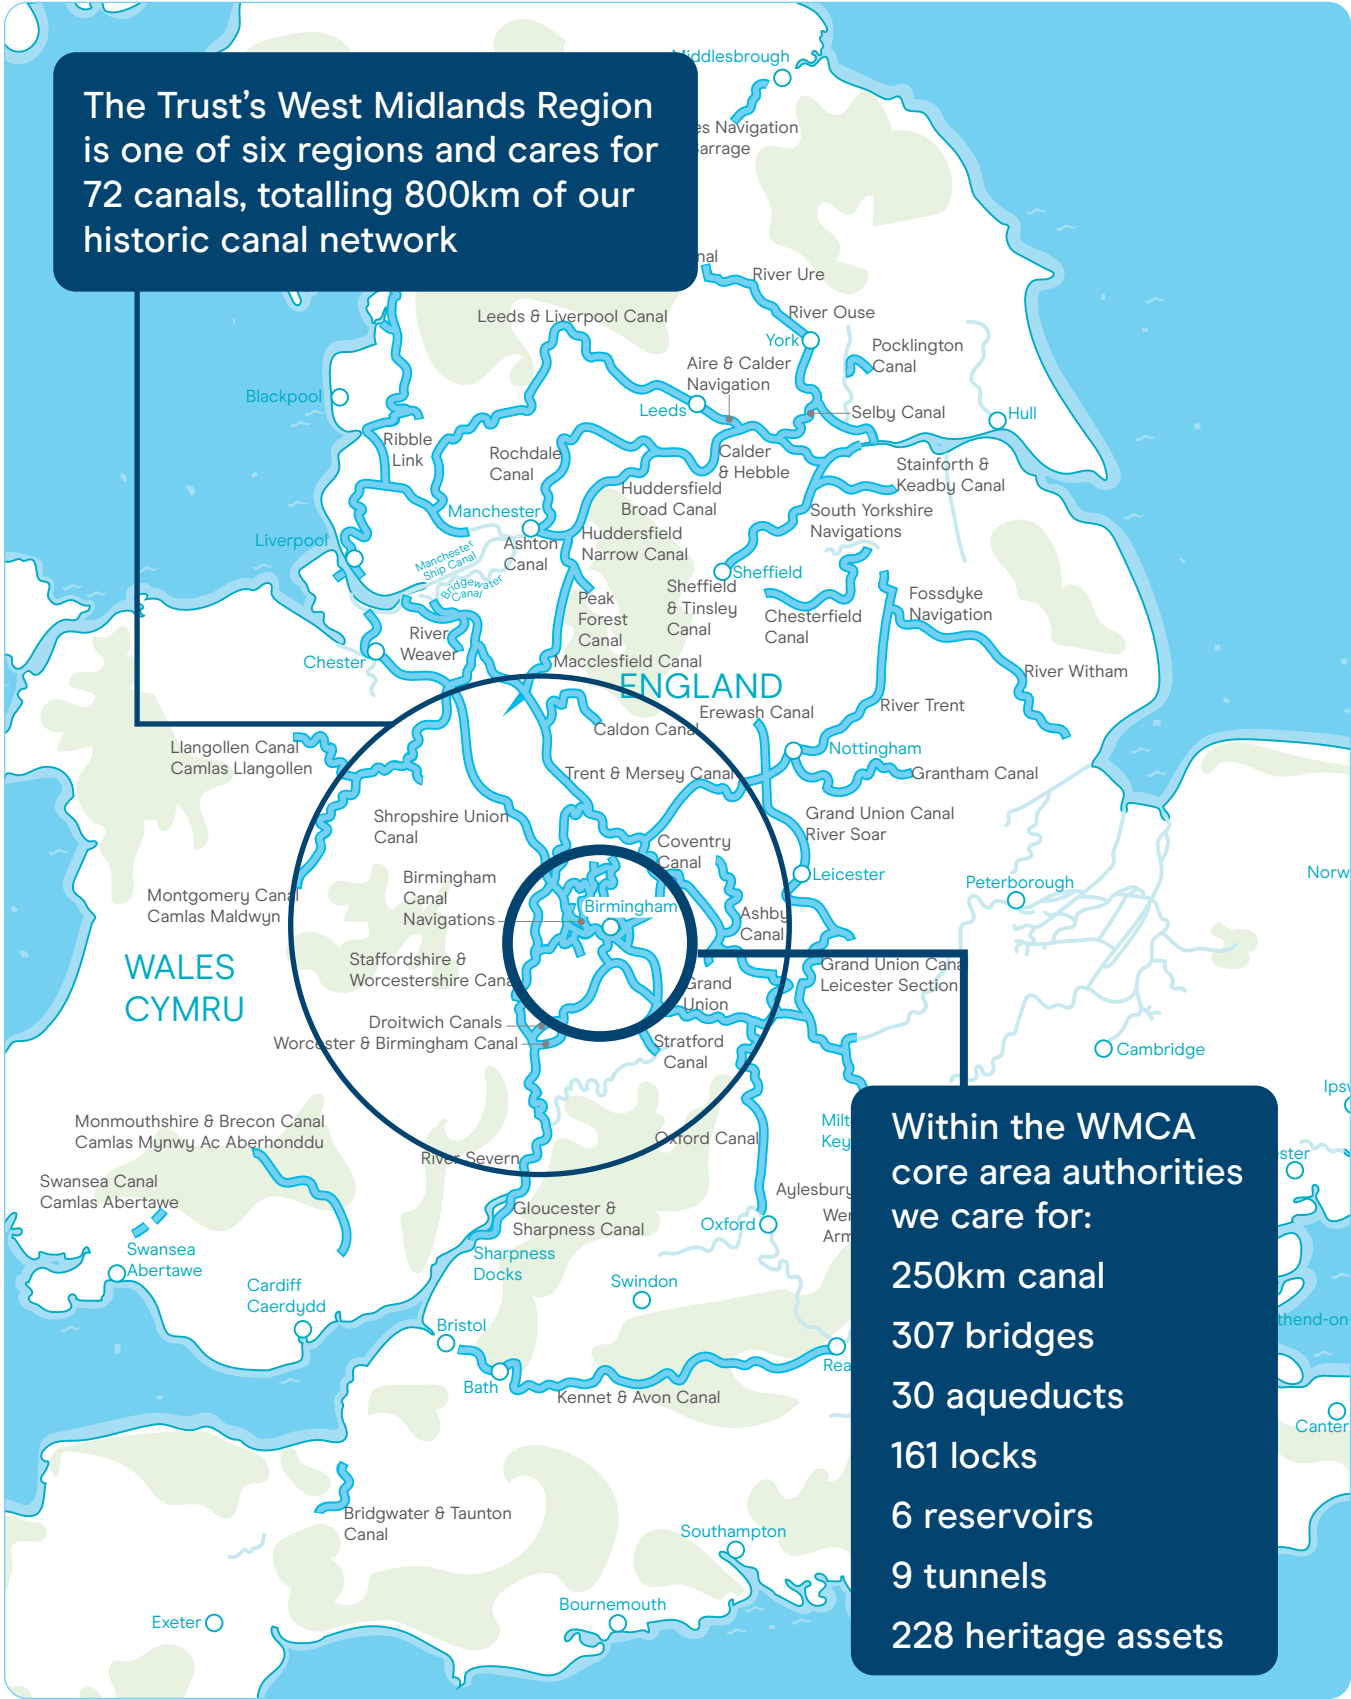 The Trust's West Midlands Region
is one of six regions and cares for
72 canals, totalling 800km of our
historic canal network
Navigation
River Ure
River Ouse
Leeds & Liverpool Canal
York
Pocklington
Canal
Aire & Calder
Navigation
Blackpool
Leeds
Selby Canal
Hull
Ribble
Link
Rochdale
Canal
Calder
& Hebble
Stainforth &
Keadby Canal
Huddersfield
Broad Canal
South Yorkshire
Navigations
Manchester
Liverpool
Manchester
Ship Canal
Bridgewater
Canal
Ashton
Canal
Huddersfield
Narrow Canal
Sheffield
Sheffield
& Tinsley
Canal
Chesterfield
Canal
Fossdyke
Navigation
Peak
Forest
Canal
River
Weaver
Chester
Macclesfield Canal
River Witham
ENGLAND
Erewash Canal
River Trent
Caldon Canal
Llangollen Canal
Camlas Llangollen
Nottingham
Trent & Mersey Canal
Grantham Canal
Shropshire Union
Canal
Grand Union Canal
River Soar
Coventry
Canal
Leicester
Birmingham
Canal
Navigations
Peterborough
Montgomery Canal
Camlas Maldwyn
Birmingham
Ashby
Canal
WALES
CYMRU
Staffordshire &
Worcestershire Canal
Grand Union Canal
Leicester Section
Grand
Union
Droitwich Canals
Worcester & Birmingham Canal
Stratford
Canal
Cambridge
Monmouthshire & Brecon Canal
Camlas Mynwy Ac Aberhonddu
Oxford Canal
River Severn
Swansea Canal
Camlas Abertawe
Aylesbury
Gloucester &
Sharpness Canal
Oxford
Swansea
Abertawe
Sharpness
Docks
Cardiff
Caerdydd
Swindon
Bristol
Bath
Kennet & Avon Canal
Bridgwater & Taunton
Canal
Southampton
Bournemouth
Exeter
Within the WMCA
core area authorities
we care for:
250km canal
307 bridges
30 aqueducts
161 locks
6 reservoirs
9 tunnels
228 heritage assets